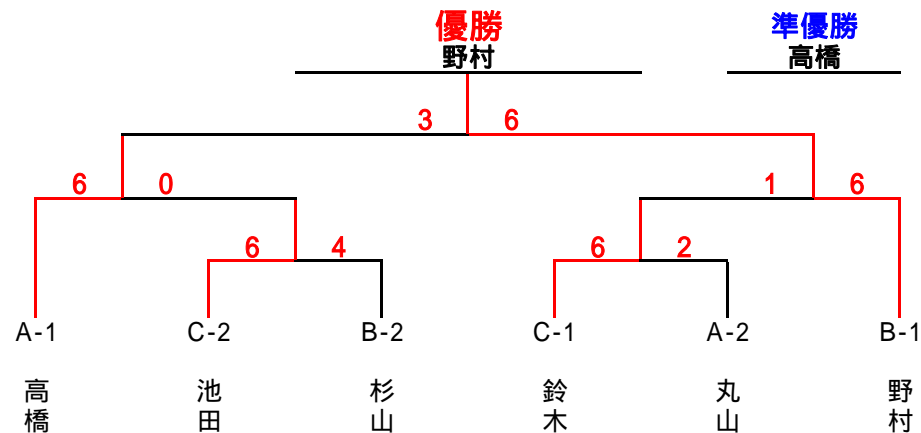 優勝 準優勝
野村 高橋
3 6
6 0 1 6
6 4 6 2
A-1 C-2 B-2 C-1 A-2 B-1
高橋 池田 杉山 鈴木 丸山 野村